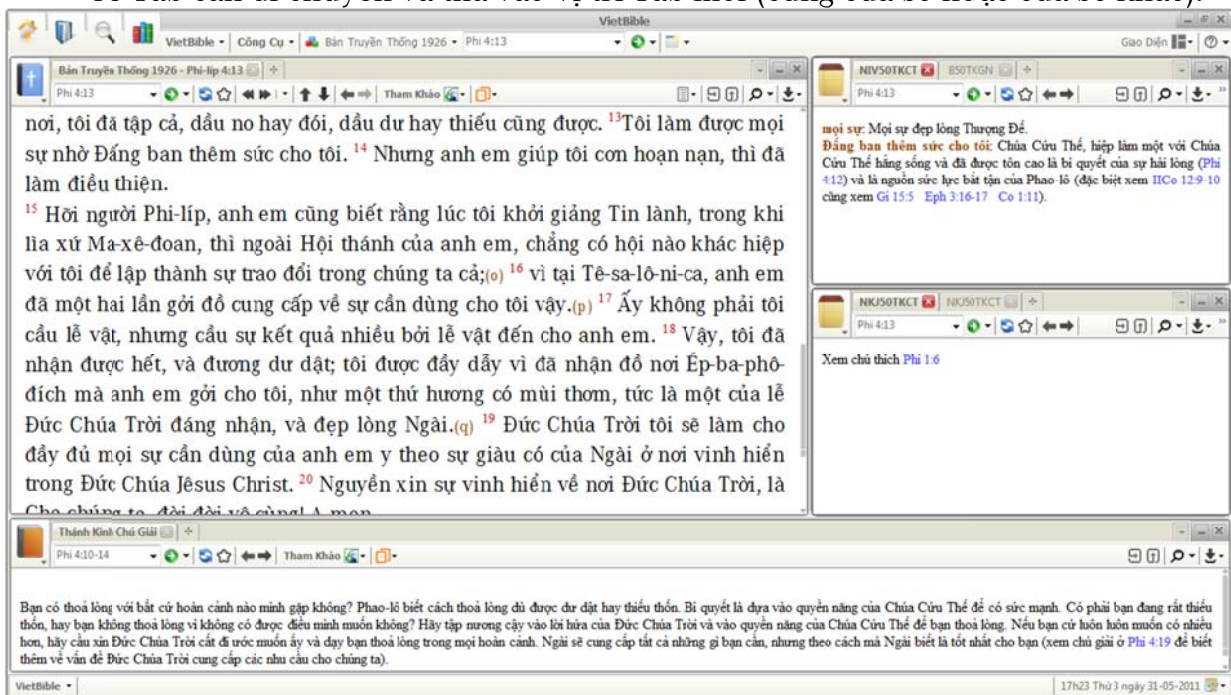 VietBible
VietBible Công Cụ Bản Truyền Thống 1926 Phi 4:13 Giao Diện
Bản Truyền Thống 1926 - Phi-líp 4:13
Phi 4:13 Tham Khảo
nơi, tôi đã tập cả, dầu no hay đói, dầu dư hay thiếu cũng được. 13Tôi làm được mọi
sự nhờ Đấng ban thêm sức cho tôi. 14 Nhưng anh em giúp tôi cơn hoạn nạn, thì đã
làm điều thiện.
15 Hỡi người Phi-líp, anh em cũng biết rằng lúc tôi khởi giảng Tin lành, trong khi
lìa xứ Ma-xê-đoan, thì ngoài Hội thánh của anh em, chẳng có hội nào khác hiệp
với tôi để lập thành sự trao đổi trong chúng ta cả;(o) 16 vì tại Tê-sa-lô-ni-ca, anh em
đã một hai lần gởi đồ cung cấp về sự cần dùng cho tôi vậy.(p) 17 Ấy không phải tôi
cầu lễ vật, nhưng cầu sự kết quả nhiều bởi lễ vật đến cho anh em. 18 Vậy, tôi đã
nhận được hết, và đương dư dật; tôi được đầy dẫy vì đã nhận đồ nơi Ép-ba-phô-
đích mà anh em gởi cho tôi, như một thứ hương có mùi thơm, tức là một của lễ
Đức Chúa Trời đáng nhận, và đẹp lòng Ngài.(q) 19 Đức Chúa Trời tôi sẽ làm cho
đầy đủ mọi sự cần dùng của anh em y theo sự giàu có của Ngài ở nơi vinh hiển
trong Đức Chúa Jêsus Christ. 20 Nguyền xin sự vinh hiển về nơi Đức Chúa Trời, là
NIV50TKCT B50TKGN
Phi 4:13
mọi sự: Mọi sự đẹp lòng Thượng Đế.
Đấng ban thêm sức cho tôi: Chúa Cứu Thế, hiệp làm một với Chúa
Cứu Thế hằng sống và đã được tôn cao là bí quyết của sự hài lòng (Phi
4:12) và là nguồn sức lực bất tận của Phao-lô (đặc biệt xem IICo 12:9-10
cũng xem Gi 15:5 Eph 3:16-17 Co 1:11).
NKJ50TKCT NKJS0TKCT
Phi 4:13
Xem chú thích Phi 1:6
Thánh Kinh Chú Giải
Phi 4:10-14 Tham Khảo
Bạn có thoả lòng với bất cứ hoàn cảnh nào mình gặp không? Phao-lô biết cách thoả lòng dù được dư dật hay thiếu thốn. Bí quyết là dựa vào quyền năng của Chúa Cứu Thế để có sức mạnh. Có phải bạn đang rất thiếu
thốn, hay bạn không thoả lòng vì không có được điều mình muốn không? Hãy tập nương cậy vào lời hứa của Đức Chúa Trời và vào quyền năng của Chúa Cứu Thế để bạn thoả lòng. Nếu bạn cứ luôn luôn muốn có nhiều
hơn, hãy cầu xin Đức Chúa Trời cất đi ước muốn ấy và dạy bạn thoả lòng trong mọi hoàn cảnh. Ngài sẽ cung cấp tất cả những gì bạn cần, nhưng theo cách mà Ngài biết là tốt nhất cho bạn (xem chú giải ở Phi 4:19 để biết
thêm về vấn đề Đức Chúa Trời cung cấp các nhu cầu cho chúng ta).
VietBible 17h23 Thứ 3 ngày 31-05-2011